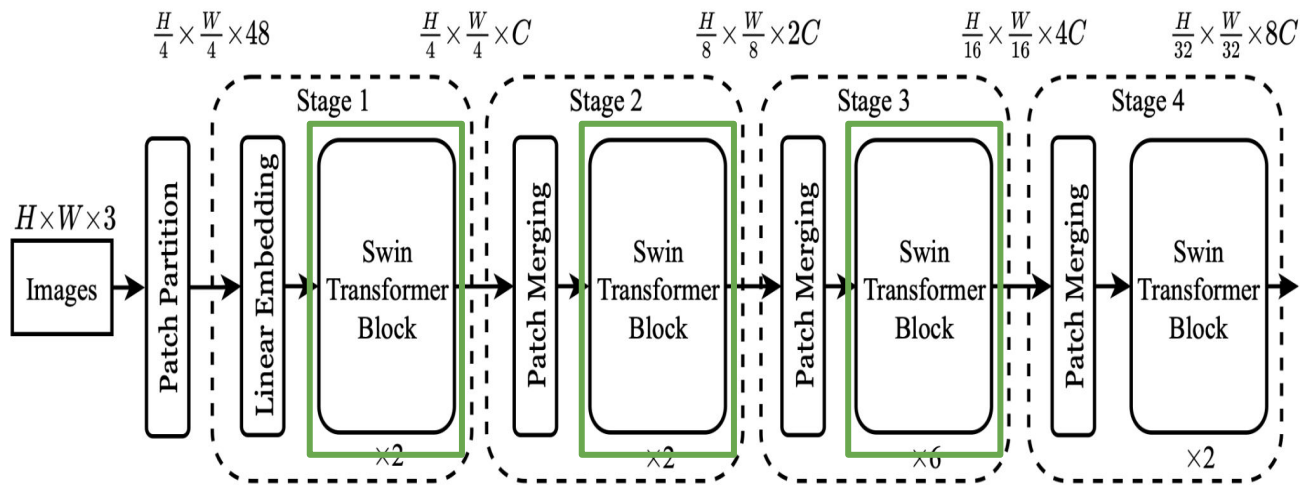 H/4 × W/4 × 48
H/4 × W/4 × C
H/8 × W/8 × 2C
H/16 × W/16 × 4C
H/32 × W/32 × 8C
Stage 1
Stage 2
Stage 3
Stage 4
H×W×3
Images
Patch Partition
Linear Embedding
Swin
Transformer
Block
×2
Patch Merging
Swin
Transformer
Block
×2
Patch Merging
Swin
Transformer
Block
×6
Patch Merging
Swin
Transformer
Block
×2